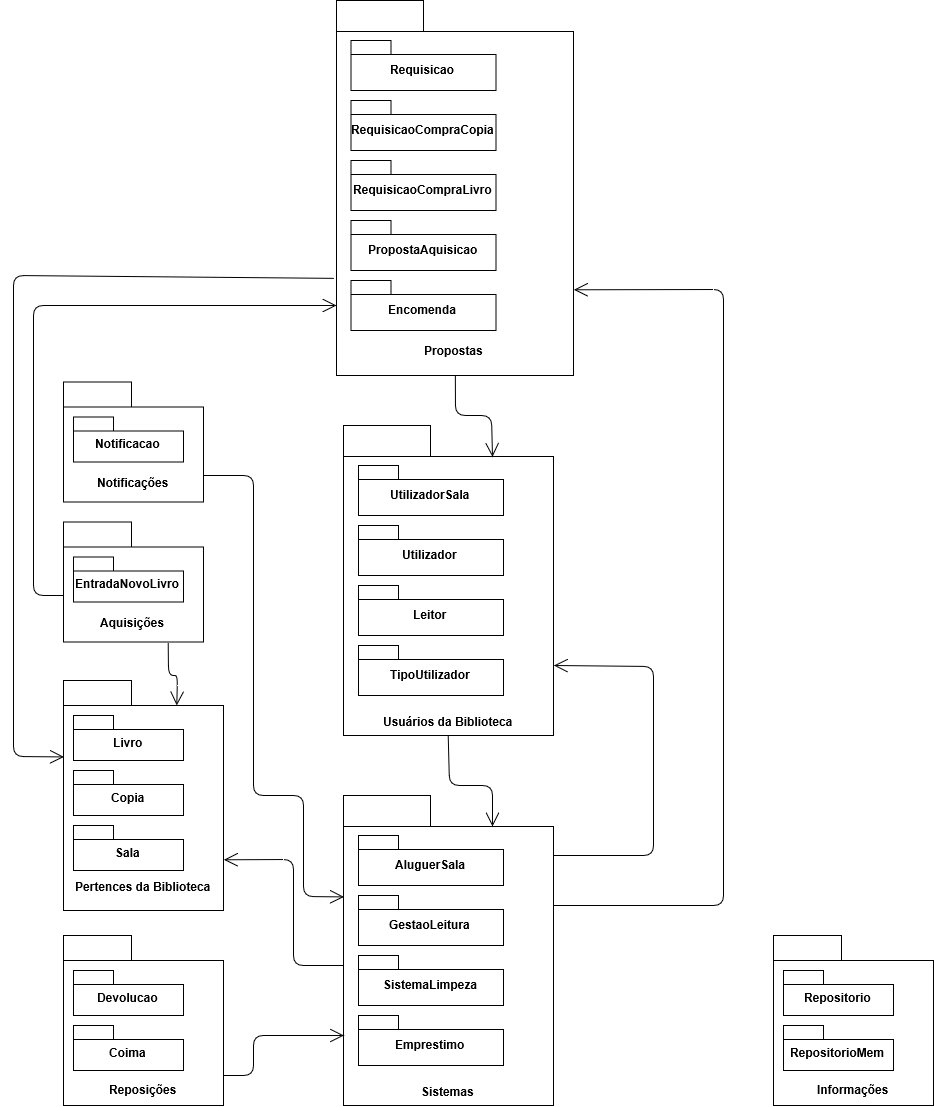 Requisicao
RequisicaoCompraCopia
RequisicaoCompraLivro
PropostaAquisicao
Encomenda
Propostas
Notificacao
Notificações
EntradaNovoLivro
Aquisições
UtilizadorSala
Utilizador
Leitor
TipoUtilizador
Usuários da Biblioteca
Livro
Copia
Sala
Pertences da Biblioteca
AluguerSala
GestaoLeitura
SistemaLimpeza
Emprestimo
Sistemas
Devolucao
Coima
Reposições
Repositorio
RepositorioMem
Informações